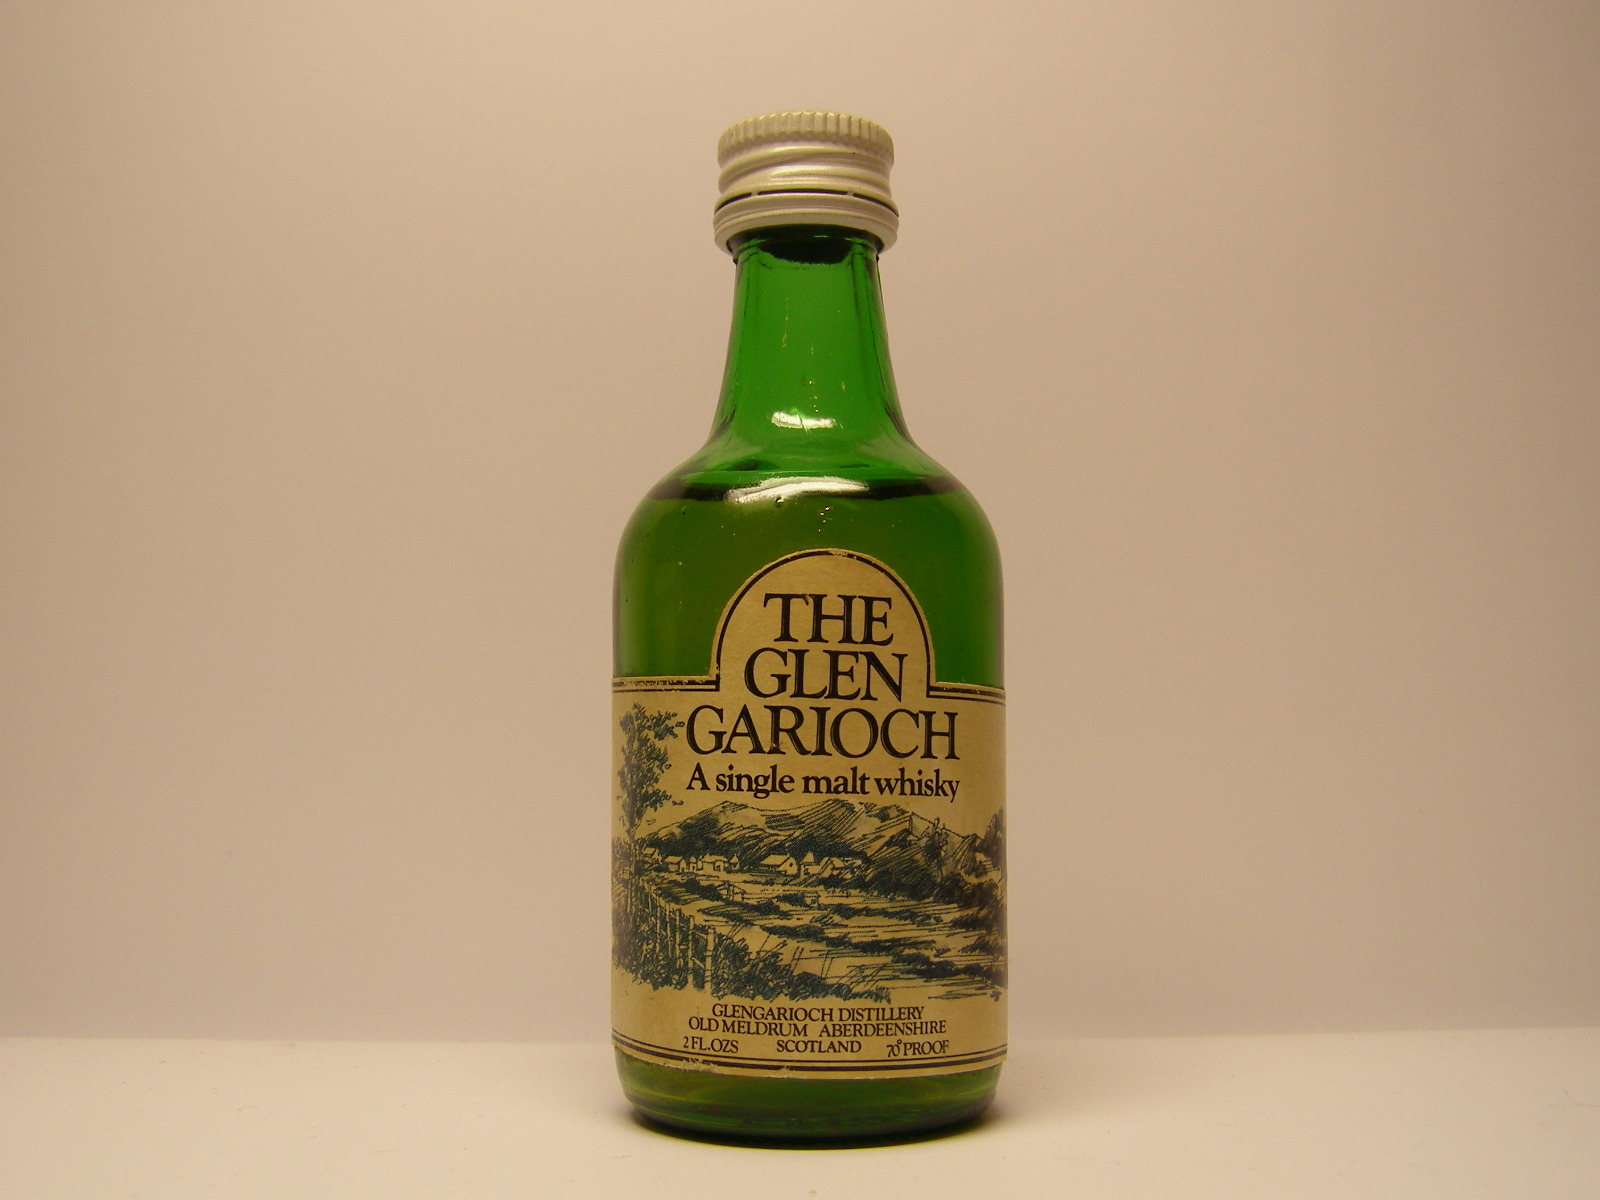 THE
GLEN
GARIOCH
A single malt whisky
GLENGARIOCH DISTILLERY
OLD MELDRUM ABERDEENSHIRE
2 FL.OZS SCOTLAND 70° PROOF